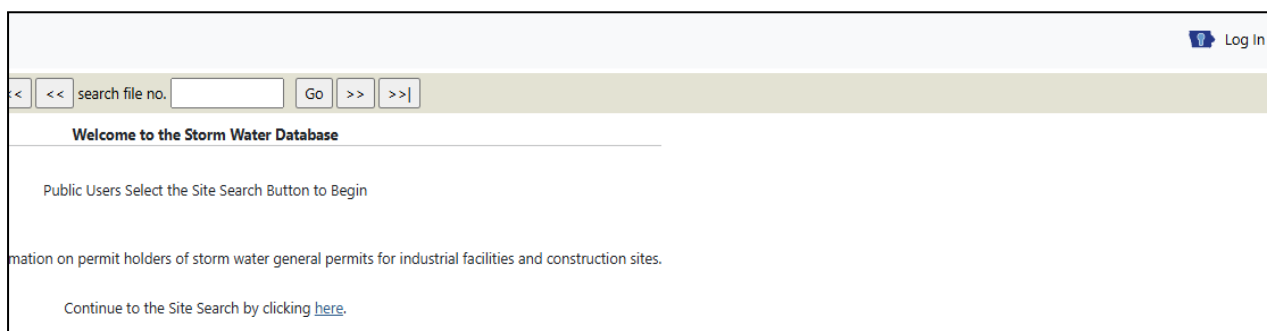 Log In
<< search file no. Go >> >>|
Welcome to the Storm Water Database
Public Users Select the Site Search Button to Begin
on permit holders of storm water general permits for industrial facilities and construction sites.
Continue to the Site Search by clicking here.